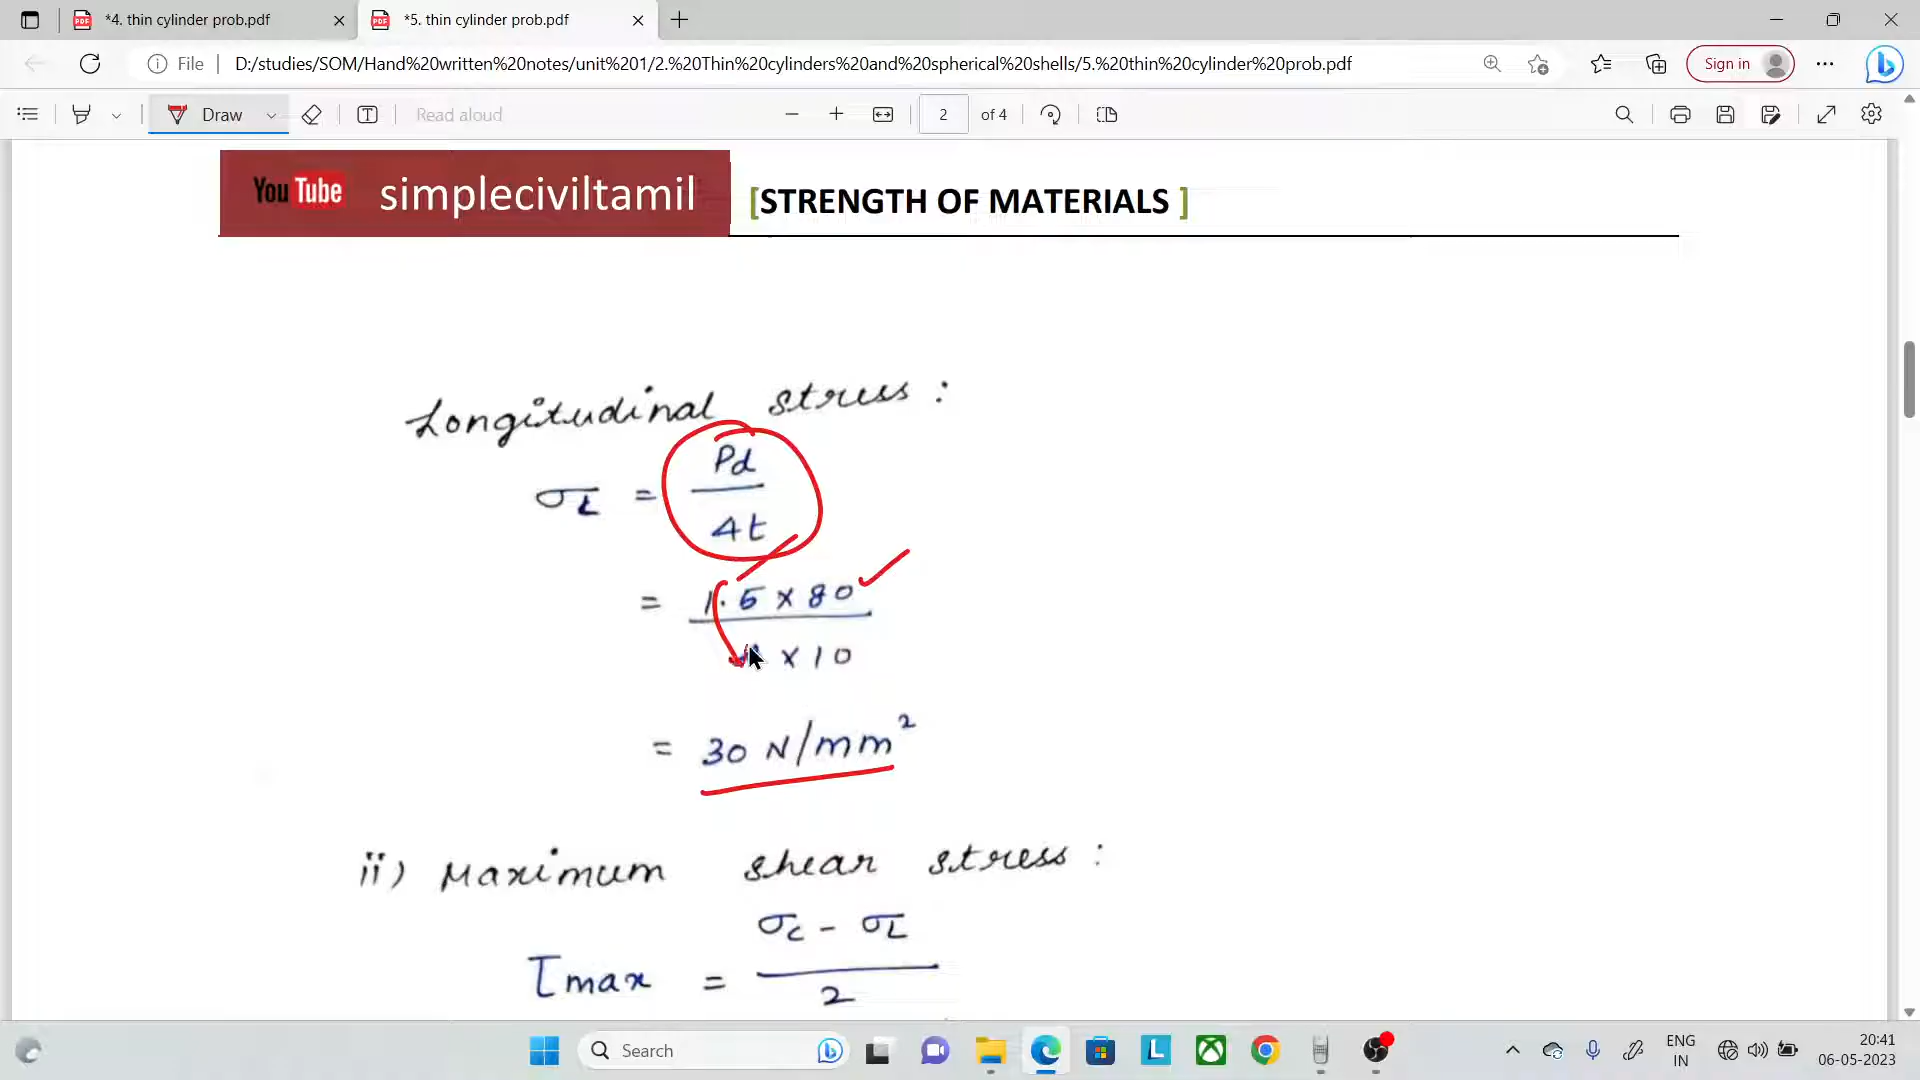 *4. thin cylinder prob.pdf
*5. thin cylinder prob.pdf
File
D:/studies/SOM/Hand%20written%20notes/unit%201/2.%20Thin%20cylinders%20and%20spherical%20shells/5.%20thin%20cylinder%20prob.pdf
Sign in
Draw
Read aloud
2 of 4
YouTube simpleciviltamil
[STRENGTH OF MATERIALS ]
Longitudinal stress :
σL = Pd
4t
= 1.5 x 80
x 10
= 30 N/mm²
ii) Maximum shear stress :
σc - σL
τmax =
2
Search
ENG
IN
20:41
06-05-2023